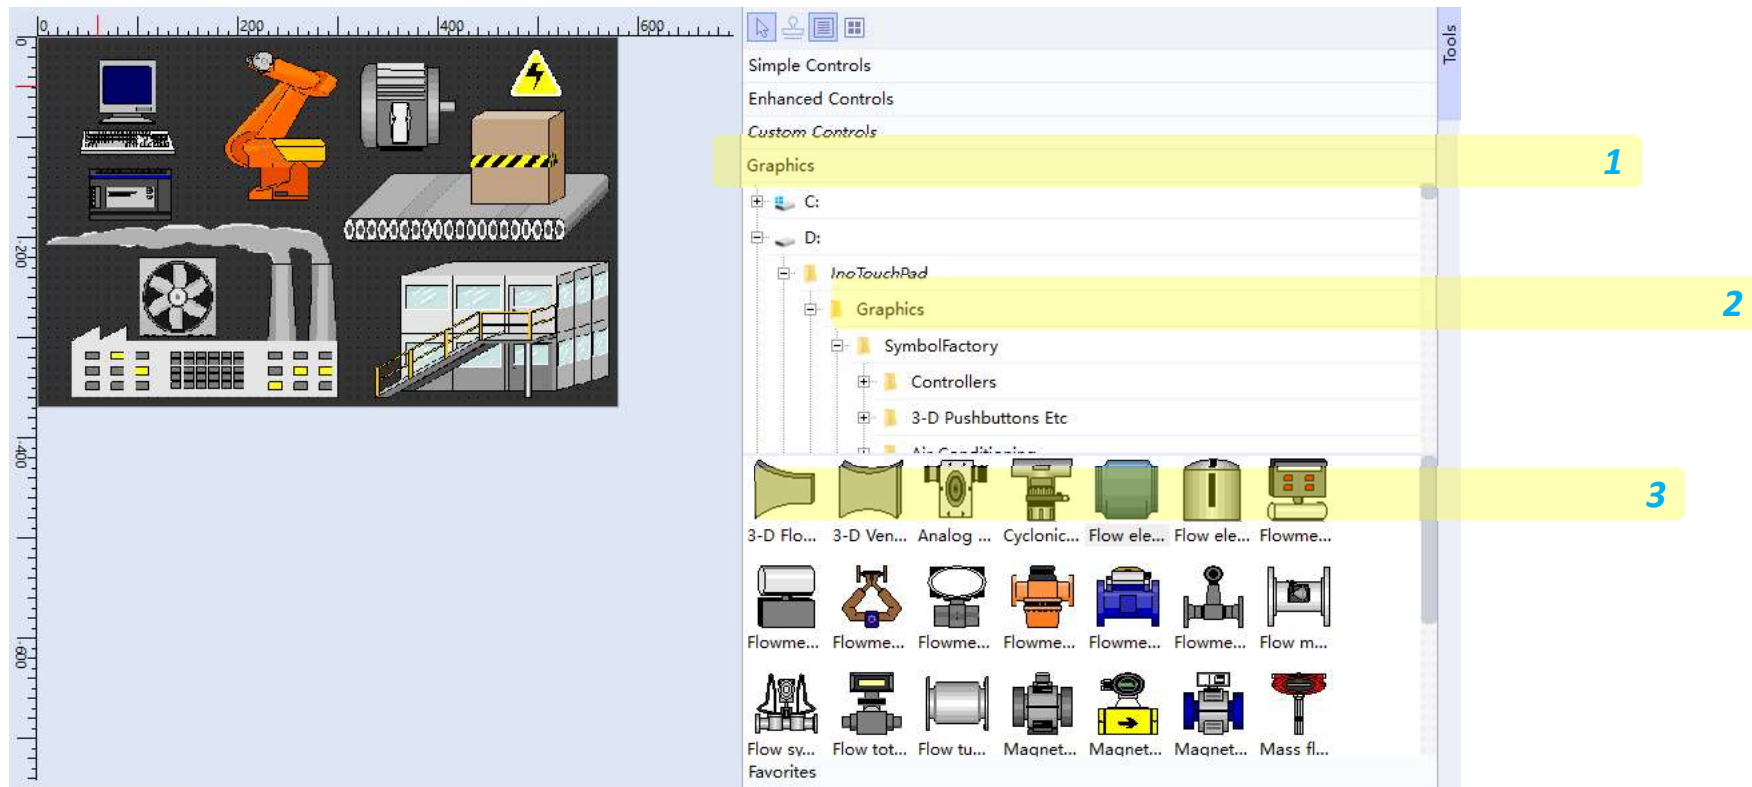 0 200 400 600
0
200
400
600
Tools
Simple Controls
Enhanced Controls
Custom Controls
Graphics 1
C:
D:
InoTouchPad
Graphics 2
SymbolFactory
Controllers
3-D Pushbuttons Etc
Air Conditioning
3
3-D Flo... 3-D Ven... Analog ... Cyclonic... Flow ele... Flow ele... Flowme...
Flowme... Flowme... Flowme... Flowme... Flowme... Flowme... Flow m...
Flow sy... Flow tot... Flow tu... Magnet... Magnet... Magnet... Mass fl...
Favorites